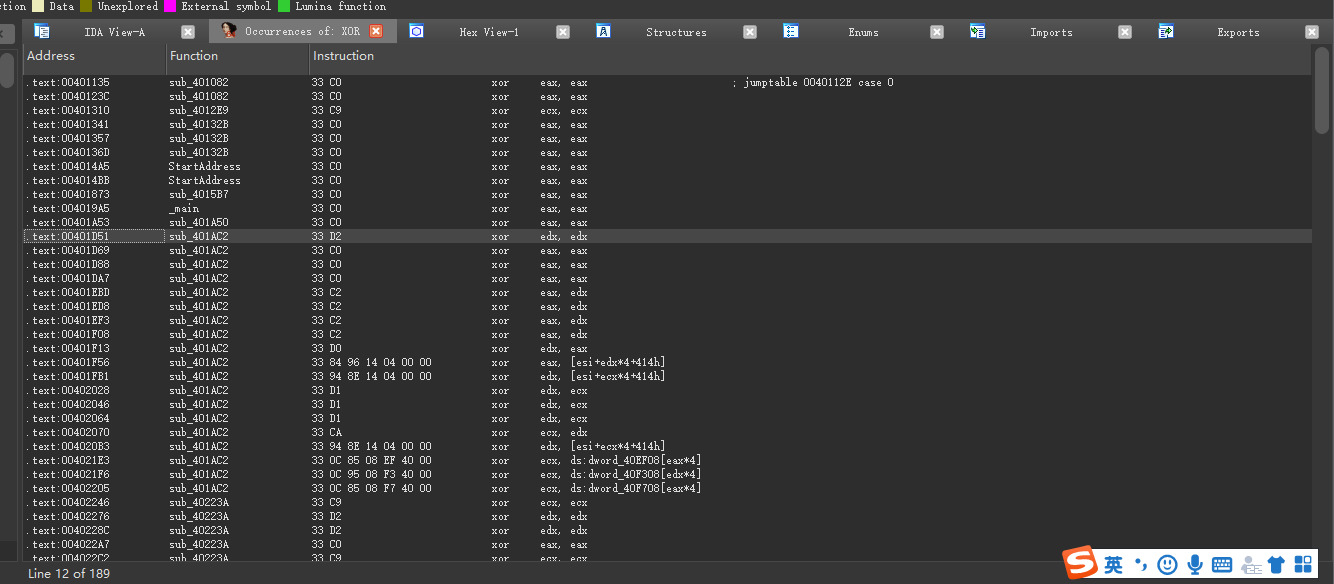 ction Data Unexplored External symbol Lumina function
IDA View-A Occurrences of: XOR Hex View-1 Structures Enums Imports Exports
Address Function Instruction
.text:00401135 sub_401082 33 C0 xor eax, eax ; jumptable 0040112E case 0
.text:0040123C sub_401082 33 C0 xor eax, eax
.text:00401310 sub_4012E9 33 C9 xor ecx, ecx
.text:00401341 sub_40132B 33 C0 xor eax, eax
.text:00401357 sub_40132B 33 C0 xor eax, eax
.text:0040136D sub_40132B 33 C0 xor eax, eax
.text:004014A5 StartAddress 33 C0 xor eax, eax
.text:004014BB StartAddress 33 C0 xor eax, eax
.text:00401873 sub_4015B7 33 C0 xor eax, eax
.text:004019A5 _main 33 C0 xor eax, eax
.text:00401A53 sub_401A50 33 C0 xor eax, eax
.text:00401D51 sub_401AC2 33 D2 xor edx, edx
.text:00401D69 sub_401AC2 33 C0 xor eax, eax
.text:00401D88 sub_401AC2 33 C0 xor eax, eax
.text:00401DA7 sub_401AC2 33 C0 xor eax, eax
.text:00401EBD sub_401AC2 33 C2 xor eax, edx
.text:00401ED8 sub_401AC2 33 C2 xor eax, edx
.text:00401EF3 sub_401AC2 33 C2 xor eax, edx
.text:00401F08 sub_401AC2 33 C2 xor eax, edx
.text:00401F13 sub_401AC2 33 D0 xor edx, eax
.text:00401F56 sub_401AC2 33 84 96 14 04 00 00 xor eax, [esi+edx*4+414h]
.text:00401FB1 sub_401AC2 33 94 8E 14 04 00 00 xor edx, [esi+ecx*4+414h]
.text:00402028 sub_401AC2 33 D1 xor edx, ecx
.text:00402046 sub_401AC2 33 D1 xor edx, ecx
.text:00402064 sub_401AC2 33 D1 xor edx, ecx
.text:00402070 sub_401AC2 33 CA xor ecx, edx
.text:004020B3 sub_401AC2 33 94 8E 14 04 00 00 xor edx, [esi+ecx*4+414h]
.text:004021E3 sub_401AC2 33 0C 85 08 EF 40 00 xor ecx, ds:dword_40EF08[eax*4]
.text:004021F6 sub_401AC2 33 0C 95 08 F3 40 00 xor ecx, ds:dword_40F308[edx*4]
.text:00402205 sub_401AC2 33 0C 85 08 F7 40 00 xor ecx, ds:dword_40F708[eax*4]
.text:00402246 sub_40223A 33 C9 xor ecx, ecx
.text:00402276 sub_40223A 33 D2 xor edx, edx
.text:0040228C sub_40223A 33 D2 xor edx, edx
.text:004022A7 sub_40223A 33 C0 xor eax, eax
.text:004022C2 sub_40223A 33 C9 xor ecx, ecx
Line 12 of 189
S 英